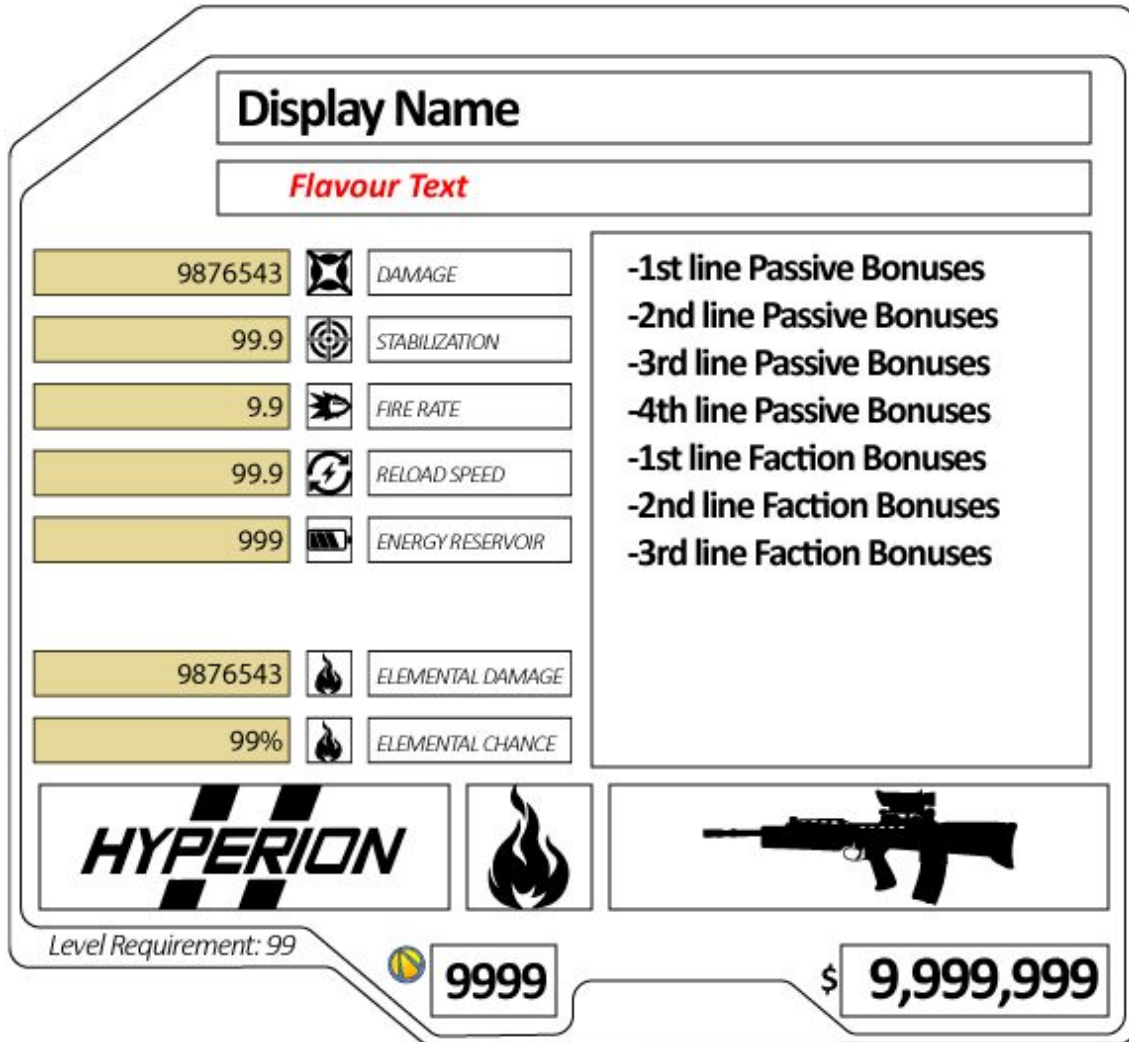 Display Name
Flavour Text
9876543 DAMAGE
99.9 STABILIZATION
9.9 FIRE RATE
99.9 RELOAD SPEED
999 ENERGY RESERVOIR
9876543 ELEMENTAL DAMAGE
99% ELEMENTAL CHANCE
-1st line Passive Bonuses
-2nd line Passive Bonuses
-3rd line Passive Bonuses
-4th line Passive Bonuses
-1st line Faction Bonuses
-2nd line Faction Bonuses
-3rd line Faction Bonuses
HYPERION
Level Requirement: 99
9999
$ 9,999,999